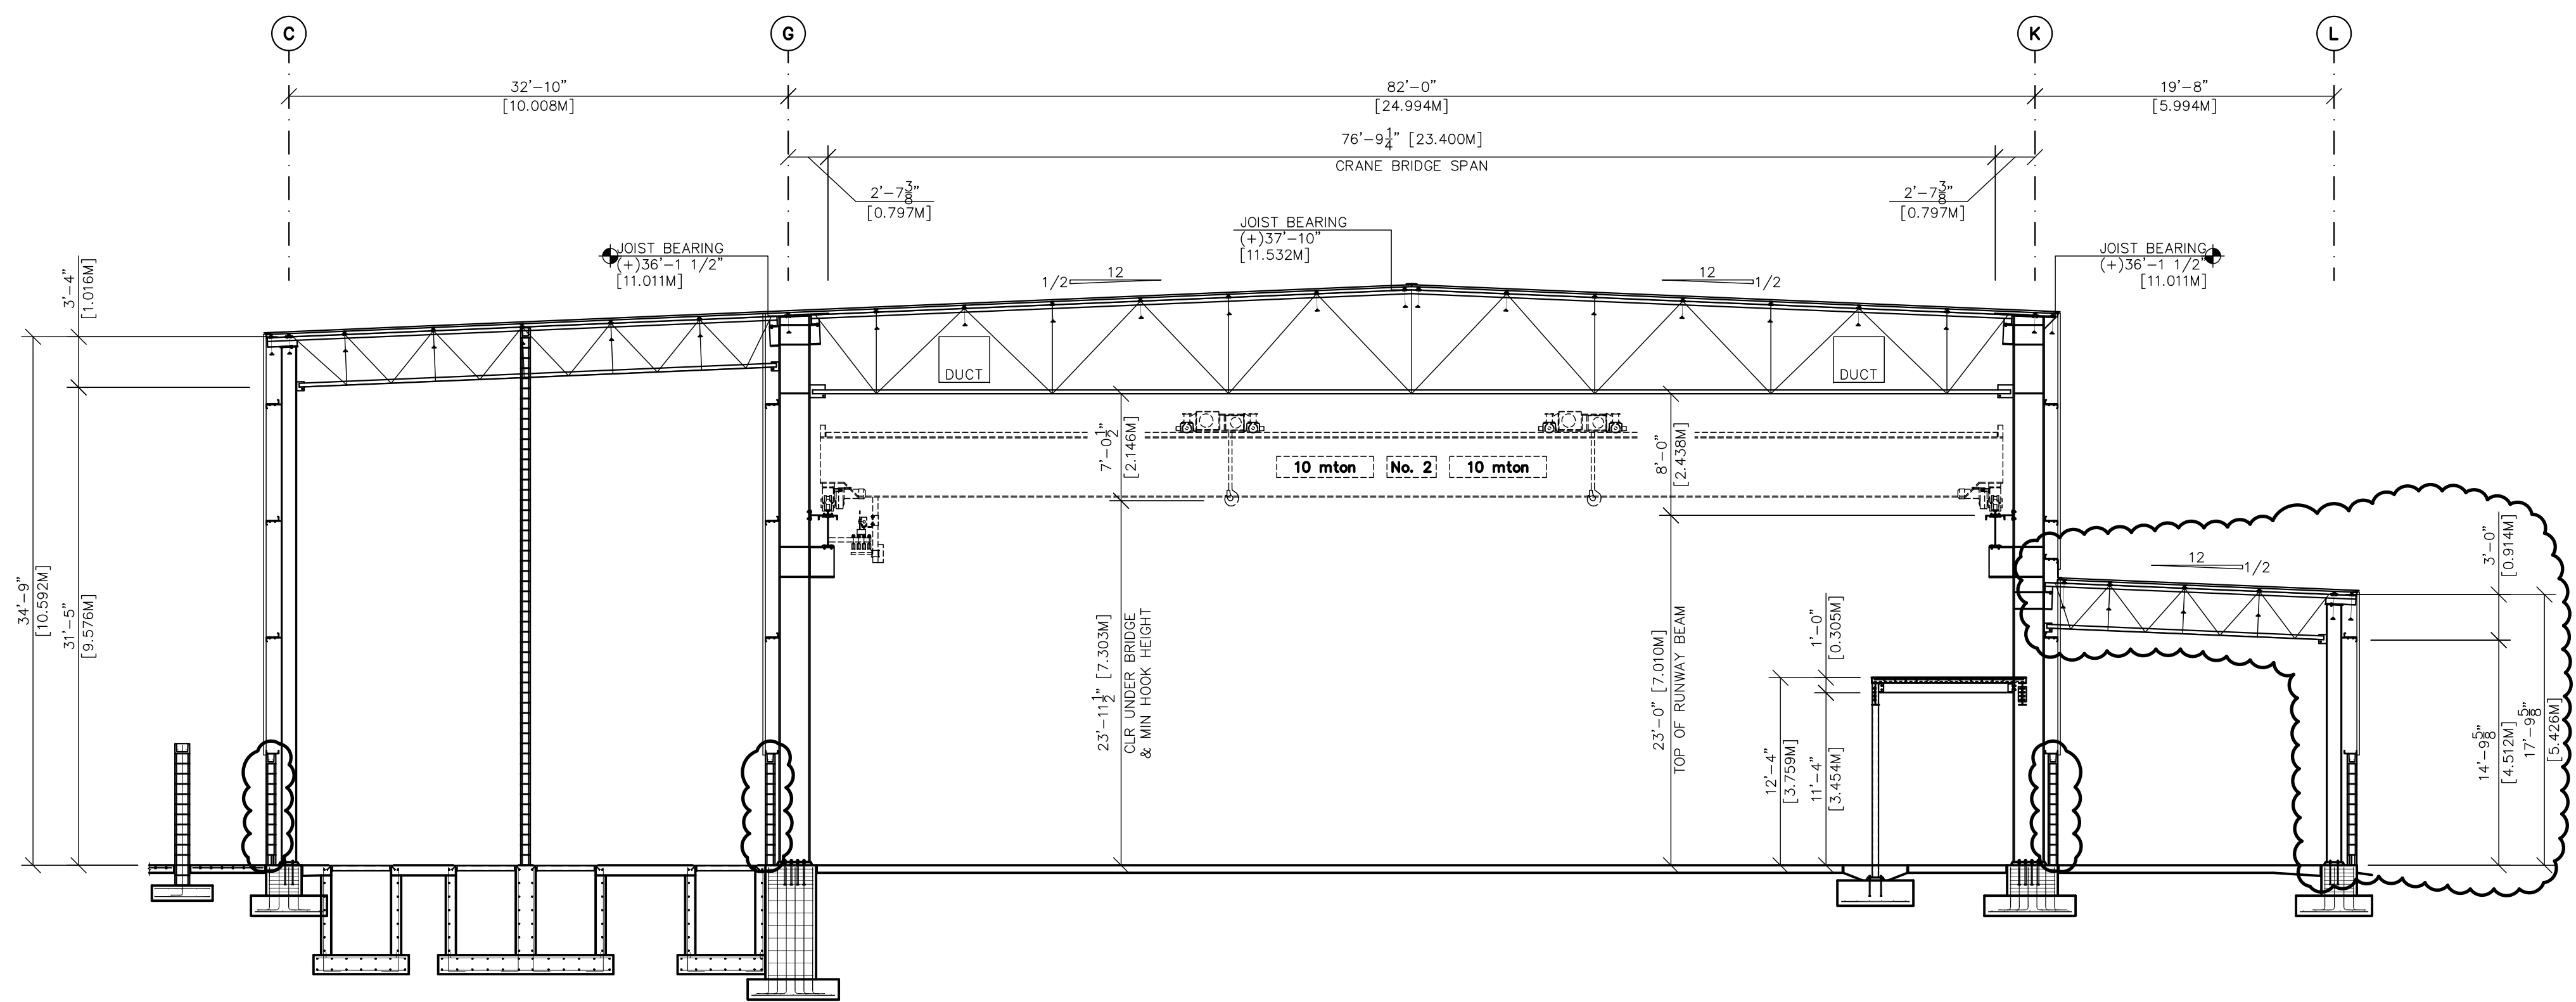 C
G
K
L
32'-10"
[10.008M]
82'-0"
[24.994M]
19'-8"
[5.994M]
76'-9 1/4" [23.400M]
CRANE BRIDGE SPAN
2'-7 3/8"
[0.797M]
2'-7 3/8"
[0.797M]
JOIST BEARING
(+)36'-1 1/2"
[11.011M]
JOIST BEARING
(+)37'-10"
[11.532M]
JOIST BEARING
(+)36'-1 1/2"
[11.011M]
12
1/2
12
1/2
3'-4"
[1.016M]
34'-9"
[10.592M]
31'-5"
[9.576M]
DUCT
DUCT
7'-0 1/2"
[2.146M]
8'-0"
[2.438M]
10 mton
No. 2
10 mton
23'-11 1/2" [7.303M]
CLR UNDER BRIDGE
& MIN HOOK HEIGHT
23'-0" [7.010M]
TOP OF RUNWAY BEAM
1'-0"
[0.305M]
12'-4"
[3.759M]
11'-4"
[3.454M]
12
1/2
3'-0"
[0.914M]
14'-9 5/8"
[4.512M]
17'-9 5/8"
[5.426M]